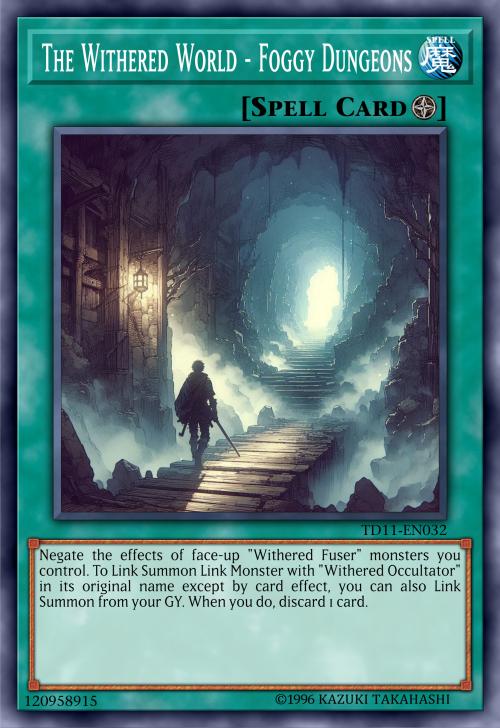 The Withered World - Foggy Dungeons
SPELL
魔
[Spell Card]
TD11-EN032
Negate the effects of face-up "Withered Fuser" monsters you
control. To Link Summon Link Monster with "Withered Occultator"
in its original name except by card effect, you can also Link
Summon from your GY. When you do, discard 1 card.
120958915
©1996 KAZUKI TAKAHASHI